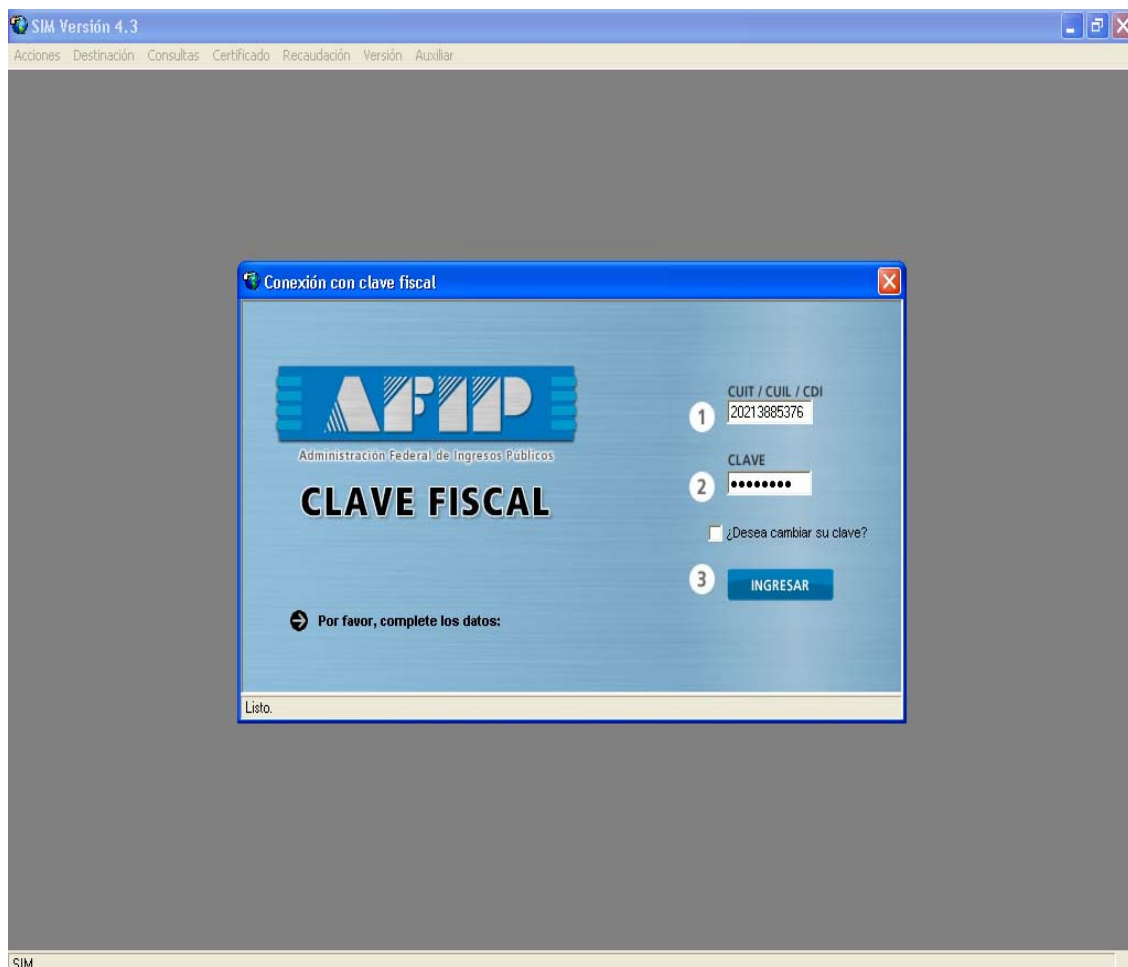 SIM Versión 4.3
Acciones Destinación Consultas Certificado Recaudación Versión Auxiliar
Conexión con clave fiscal
AFIP
Administración Federal de Ingresos Públicos
CLAVE FISCAL
Por favor, complete los datos:
CUIT / CUIL / CDI
1 20213885376
CLAVE
2 ••••••••
¿Desea cambiar su clave?
3 INGRESAR
Listo.
SIM